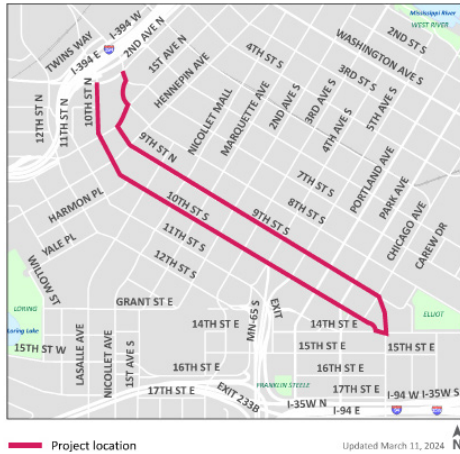 Mississippi River
WEST RIVER
TWINS WAY
I-394 W
I-394 E
2ND AVE N
1ST AVE N
HENNEPIN AVE
4TH ST S
WASHINGTON AVE S
2ND ST S
3RD ST S
5TH AVE S
12TH ST N
11TH ST N
10TH ST N
NICOLLET MALL
MARQUETTE AVE
2ND AVE S
3RD AVE S
4TH AVE S
9TH ST N
7TH ST S
8TH ST S
PORTLAND AVE
PARK AVE
CHICAGO AVE
CAREW DR
HARMON PL
10TH ST S
9TH ST S
YALE PL
11TH ST S
12TH ST S
WILLOW ST
LORING
Loring Lake
GRANT ST E
MN-65 S
EXIT
ELLIOT
14TH ST E
14TH ST E
15TH ST W
LASALLE AVE
NICOLLET AVE
1ST AVE S
15TH ST E
15TH ST E
16TH ST E
16TH ST E
FRANKLIN STEELE
17TH ST E
17TH ST E
EXIT 233B
I-35W N
I-94 W
I-35W S
I-94 E
Project location
Updated March 11, 2024
N